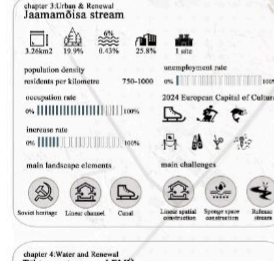 chapter 3:Urban & Renewal
Jaamamõisa stream
6%
3.26km2 19.9% 0.43% 25.8% 1 site
population density
residents per kilometre 750-1000
unemployment rate
0% 100%
occupation rate
0% 100%
2024 European Capital of Culture
increase rate
0% 100%
main landscape elements
main challenges
Soviet heritage Linear channel Canal
Linear spatial construction Sponge space construction Release stream
chapter 4:Water and Renewal